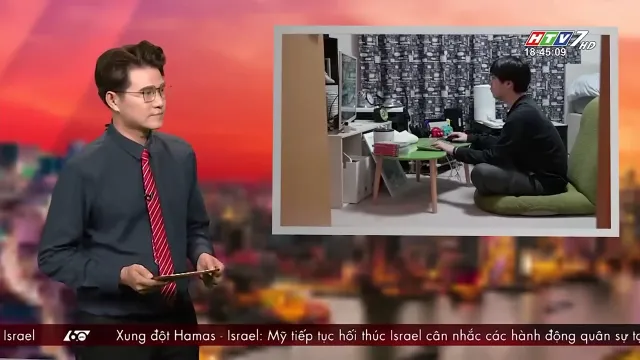 HTV7 HD
18:45:09
Israel 60 Xung đột Hamas - Israel: Mỹ tiếp tục hối thúc Israel cân nhắc các hành động quân sự tạ